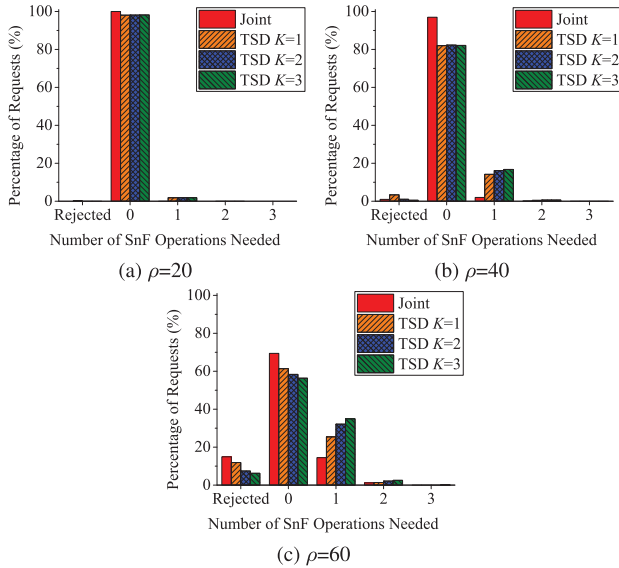 100
80
60
40
20
0
Percentage of Requests (%)
Joint
TSD K=1
TSD K=2
TSD K=3
Rejected 0 1 2 3
Number of SnF Operations Needed
(a) ρ=20
100
80
60
40
20
0
Percentage of Requests (%)
Joint
TSD K=1
TSD K=2
TSD K=3
Rejected 0 1 2 3
Number of SnF Operations Needed
(b) ρ=40
100
80
60
40
20
0
Percentage of Requests (%)
Joint
TSD K=1
TSD K=2
TSD K=3
Rejected 0 1 2 3
Number of SnF Operations Needed
(c) ρ=60